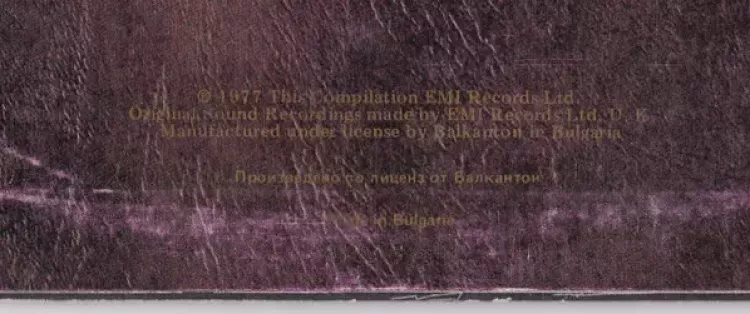 © 1977 This Compilation EMI Records Ltd.
Original Sound Recordings made by EMI Records Ltd. D. K
Manufactured under license by Balkanton in Bulgaria
Произведено по лиценз от Балкантон
in Bulgaria